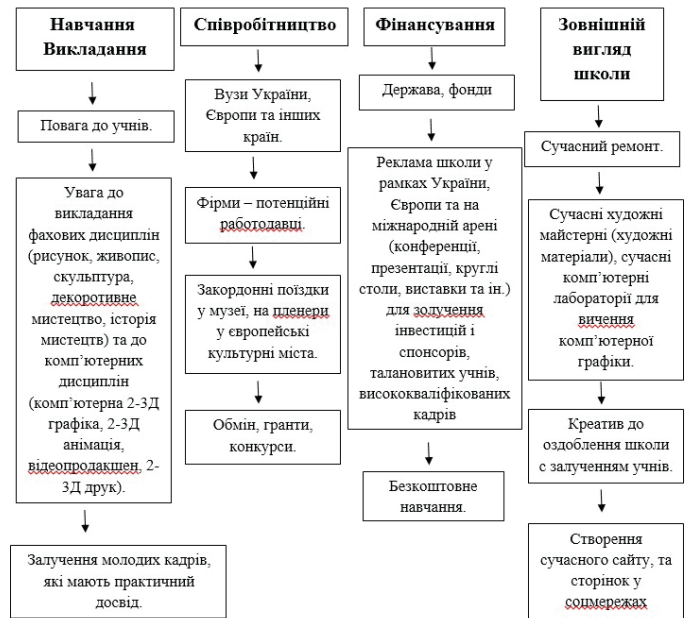 Навчання
Викладання
Повага до учнів.
Увага до
викладання
фахових дисциплін
(рисунок, живопис,
скульптура,
декоротивне
мистецтво, історія
мистецтв) та до
комп’ютерних
дисциплін
(комп’ютерна 2-3Д
графіка, 2-3Д
анімація,
відеопродакшен, 2-
3Д друк).
Залучення молодих кадрів,
які мають практичний
досвід.
Співробітництво
Вузи України,
Європи та інших
країн.
Фірми – потенційні
работодавці.
Закордонні поїздки
у музеї, на пленери
у європейські
культурні міста.
Обмін, гранти,
конкурси.
Фінансування
Держава, фонди
Реклама школи у
рамках України,
Європи та на
міжнародній арені
(конференції,
презентації, круглі
столи, виставки та ін.)
для золучення
інвестицій і
спонсорів,
талановитих учнів,
висококваліфікованих
кадрів
Безкоштовне
навчання.
Зовнішній
вигляд
школи
Сучасний ремонт.
Сучасні художні
майстерні (художні
матеріали), сучасні
комп’ютерні
лабораторії для
вичення
комп’ютерної
графіки.
Креатив до
оздоблення школи
с залученням учнів.
Створення
сучасного сайту, та
сторінок у
соцмережах